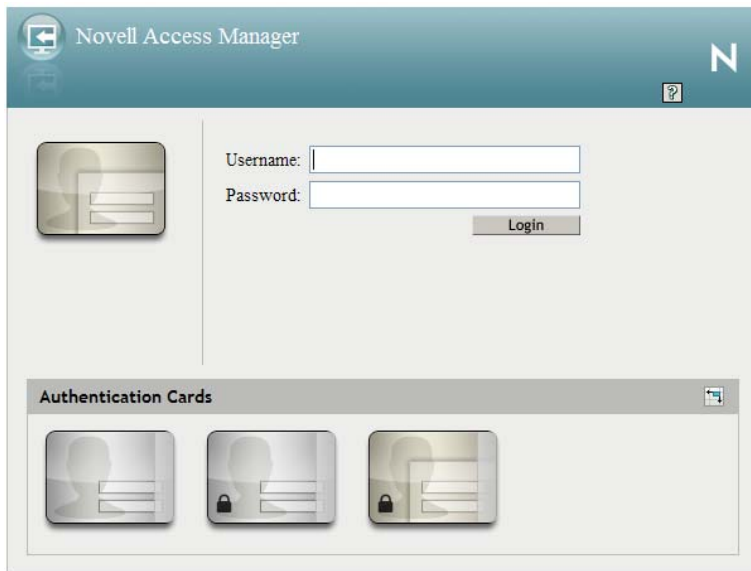 Novell Access Manager
N
?
Username:
Password:
Login
Authentication Cards